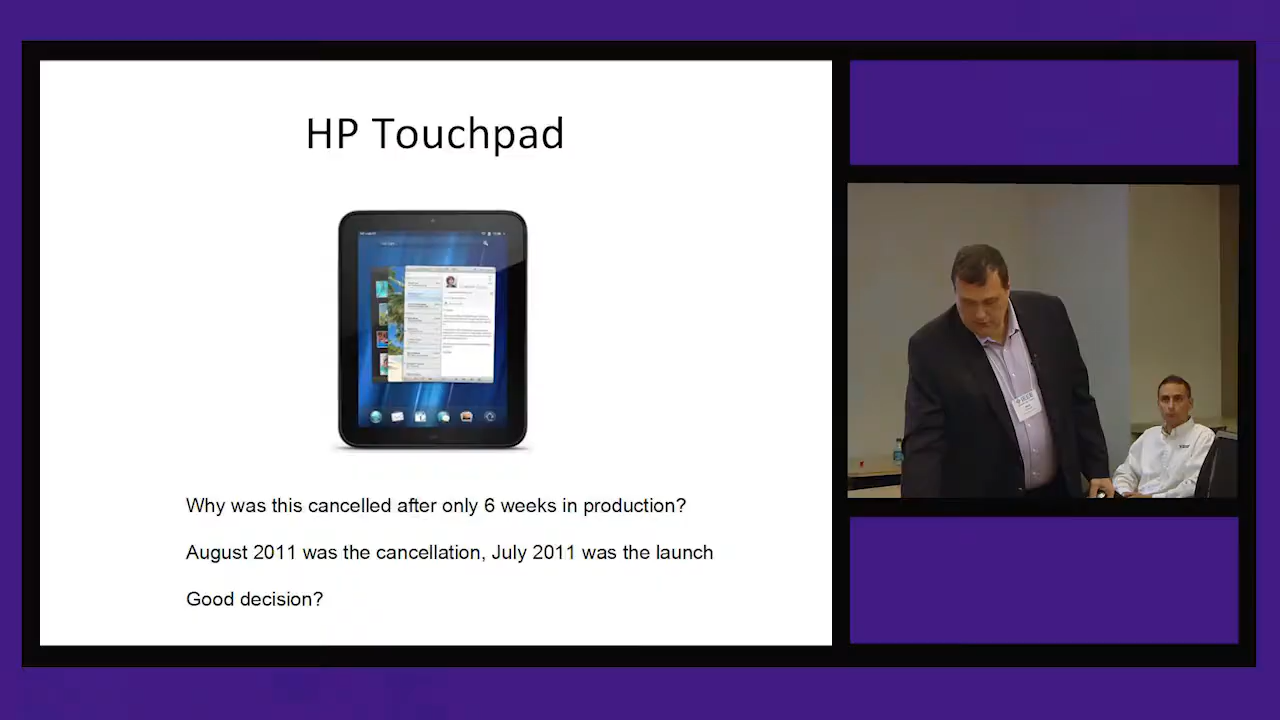 HP Touchpad
Why was this cancelled after only 6 weeks in production?
August 2011 was the cancellation, July 2011 was the launch
Good decision?